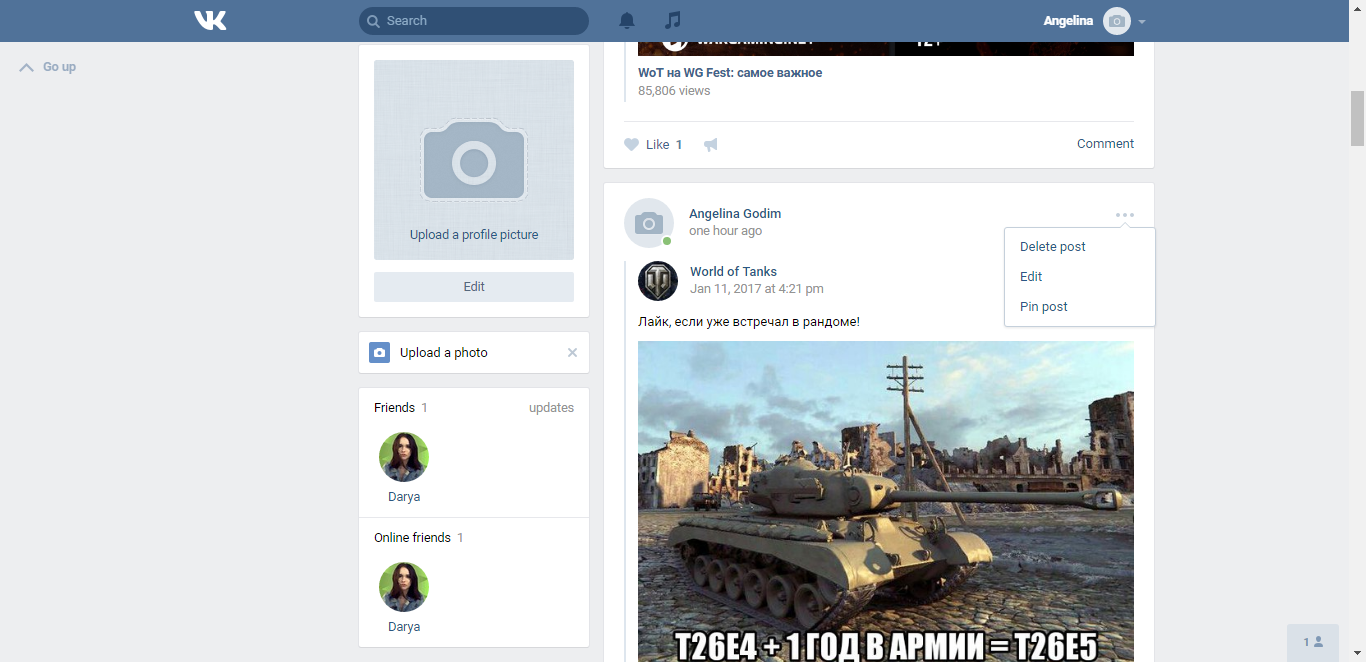 Search
Angelina
Go up
Upload a profile picture
Edit
Upload a photo
Friends 1
updates
Darya
Online friends 1
Darya
WoT на WG Fest: самое важное
85,806 views
Like 1
Comment
Angelina Godim
one hour ago
Delete post
Edit
Pin post
World of Tanks
Jan 11, 2017 at 4:21 pm
Лайк, если уже встречал в рандоме!
T26E4 + 1 ГОД В АРМИИ = T26E5
1